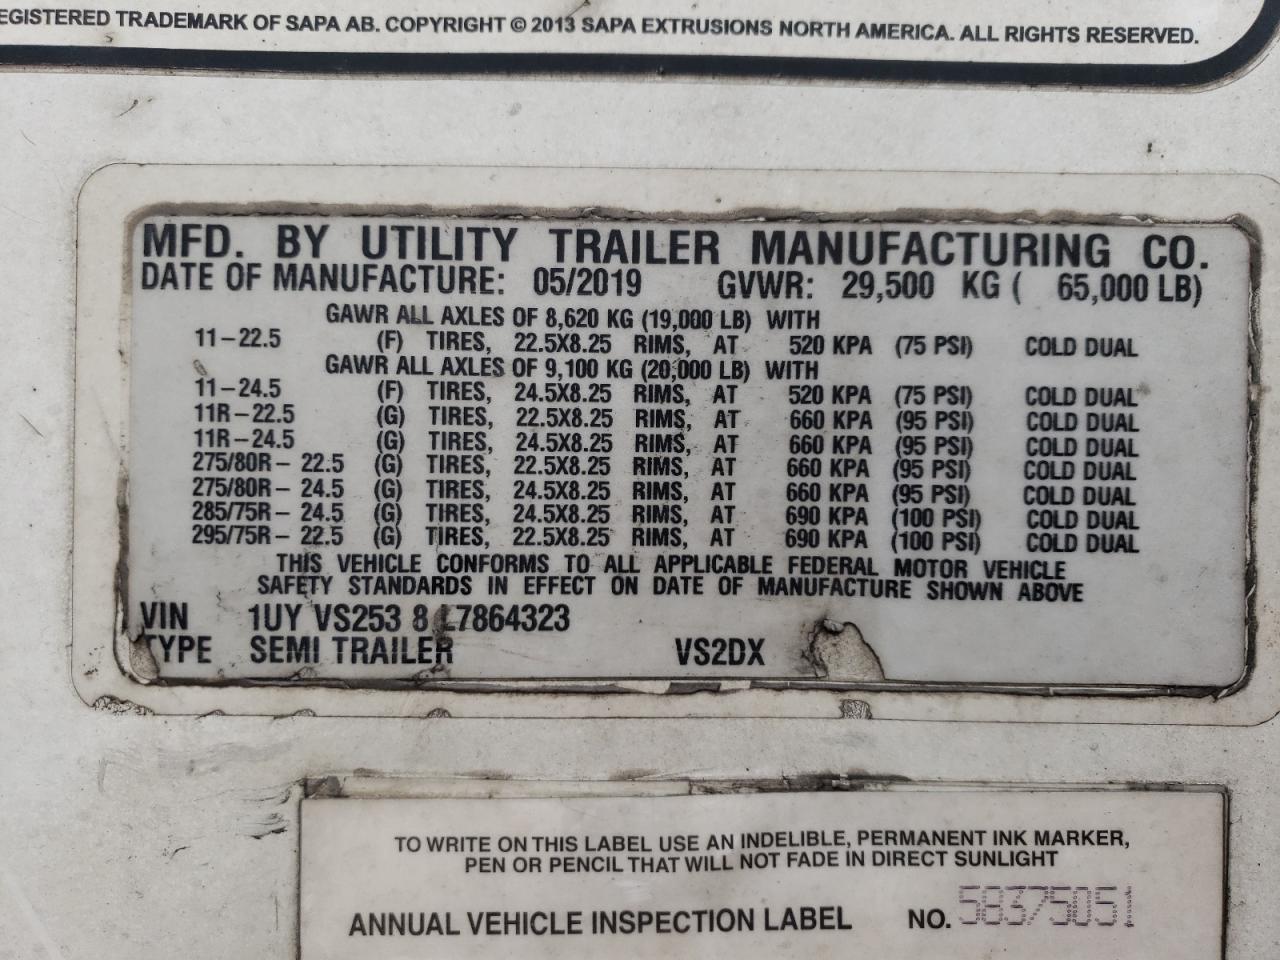 EGISTERED TRADEMARK OF SAPA AB. COPYRIGHT © 2013 SAPA EXTRUSIONS NORTH AMERICA. ALL RIGHTS RESERVED.
MFD. BY UTILITY TRAILER MANUFACTURING CO.
DATE OF MANUFACTURE: 05/2019 GVWR: 29,500 KG ( 65,000 LB)
GAWR ALL AXLES OF 8,620 KG (19,000 LB) WITH
11-22.5 (F) TIRES, 22.5X8.25 RIMS, AT 520 KPA (75 PSI) COLD DUAL
GAWR ALL AXLES OF 9,100 KG (20,000 LB) WITH
11-24.5 (F) TIRES, 24.5X8.25 RIMS, AT 520 KPA (75 PSI) COLD DUAL
11R-22.5 (G) TIRES, 22.5X8.25 RIMS, AT 660 KPA (95 PSI) COLD DUAL
11R-24.5 (G) TIRES, 24.5X8.25 RIMS, AT 660 KPA (95 PSI) COLD DUAL
275/80R- 22.5 (G) TIRES, 22.5X8.25 RIMS, AT 660 KPA (95 PSI) COLD DUAL
275/80R- 24.5 (G) TIRES, 24.5X8.25 RIMS, AT 660 KPA (95 PSI) COLD DUAL
285/75R- 24.5 (G) TIRES, 24.5X8.25 RIMS, AT 690 KPA (100 PSI) COLD DUAL
295/75R- 22.5 (G) TIRES, 22.5X8.25 RIMS, AT 690 KPA (100 PSI) COLD DUAL
THIS VEHICLE CONFORMS TO ALL APPLICABLE FEDERAL MOTOR VEHICLE
SAFETY STANDARDS IN EFFECT ON DATE OF MANUFACTURE SHOWN ABOVE
VIN 1UY VS253 8 L7864323
TYPE SEMI TRAILER VS2DX
TO WRITE ON THIS LABEL USE AN INDELIBLE, PERMANENT INK MARKER,
PEN OR PENCIL THAT WILL NOT FADE IN DIRECT SUNLIGHT
ANNUAL VEHICLE INSPECTION LABEL NO. 58375051